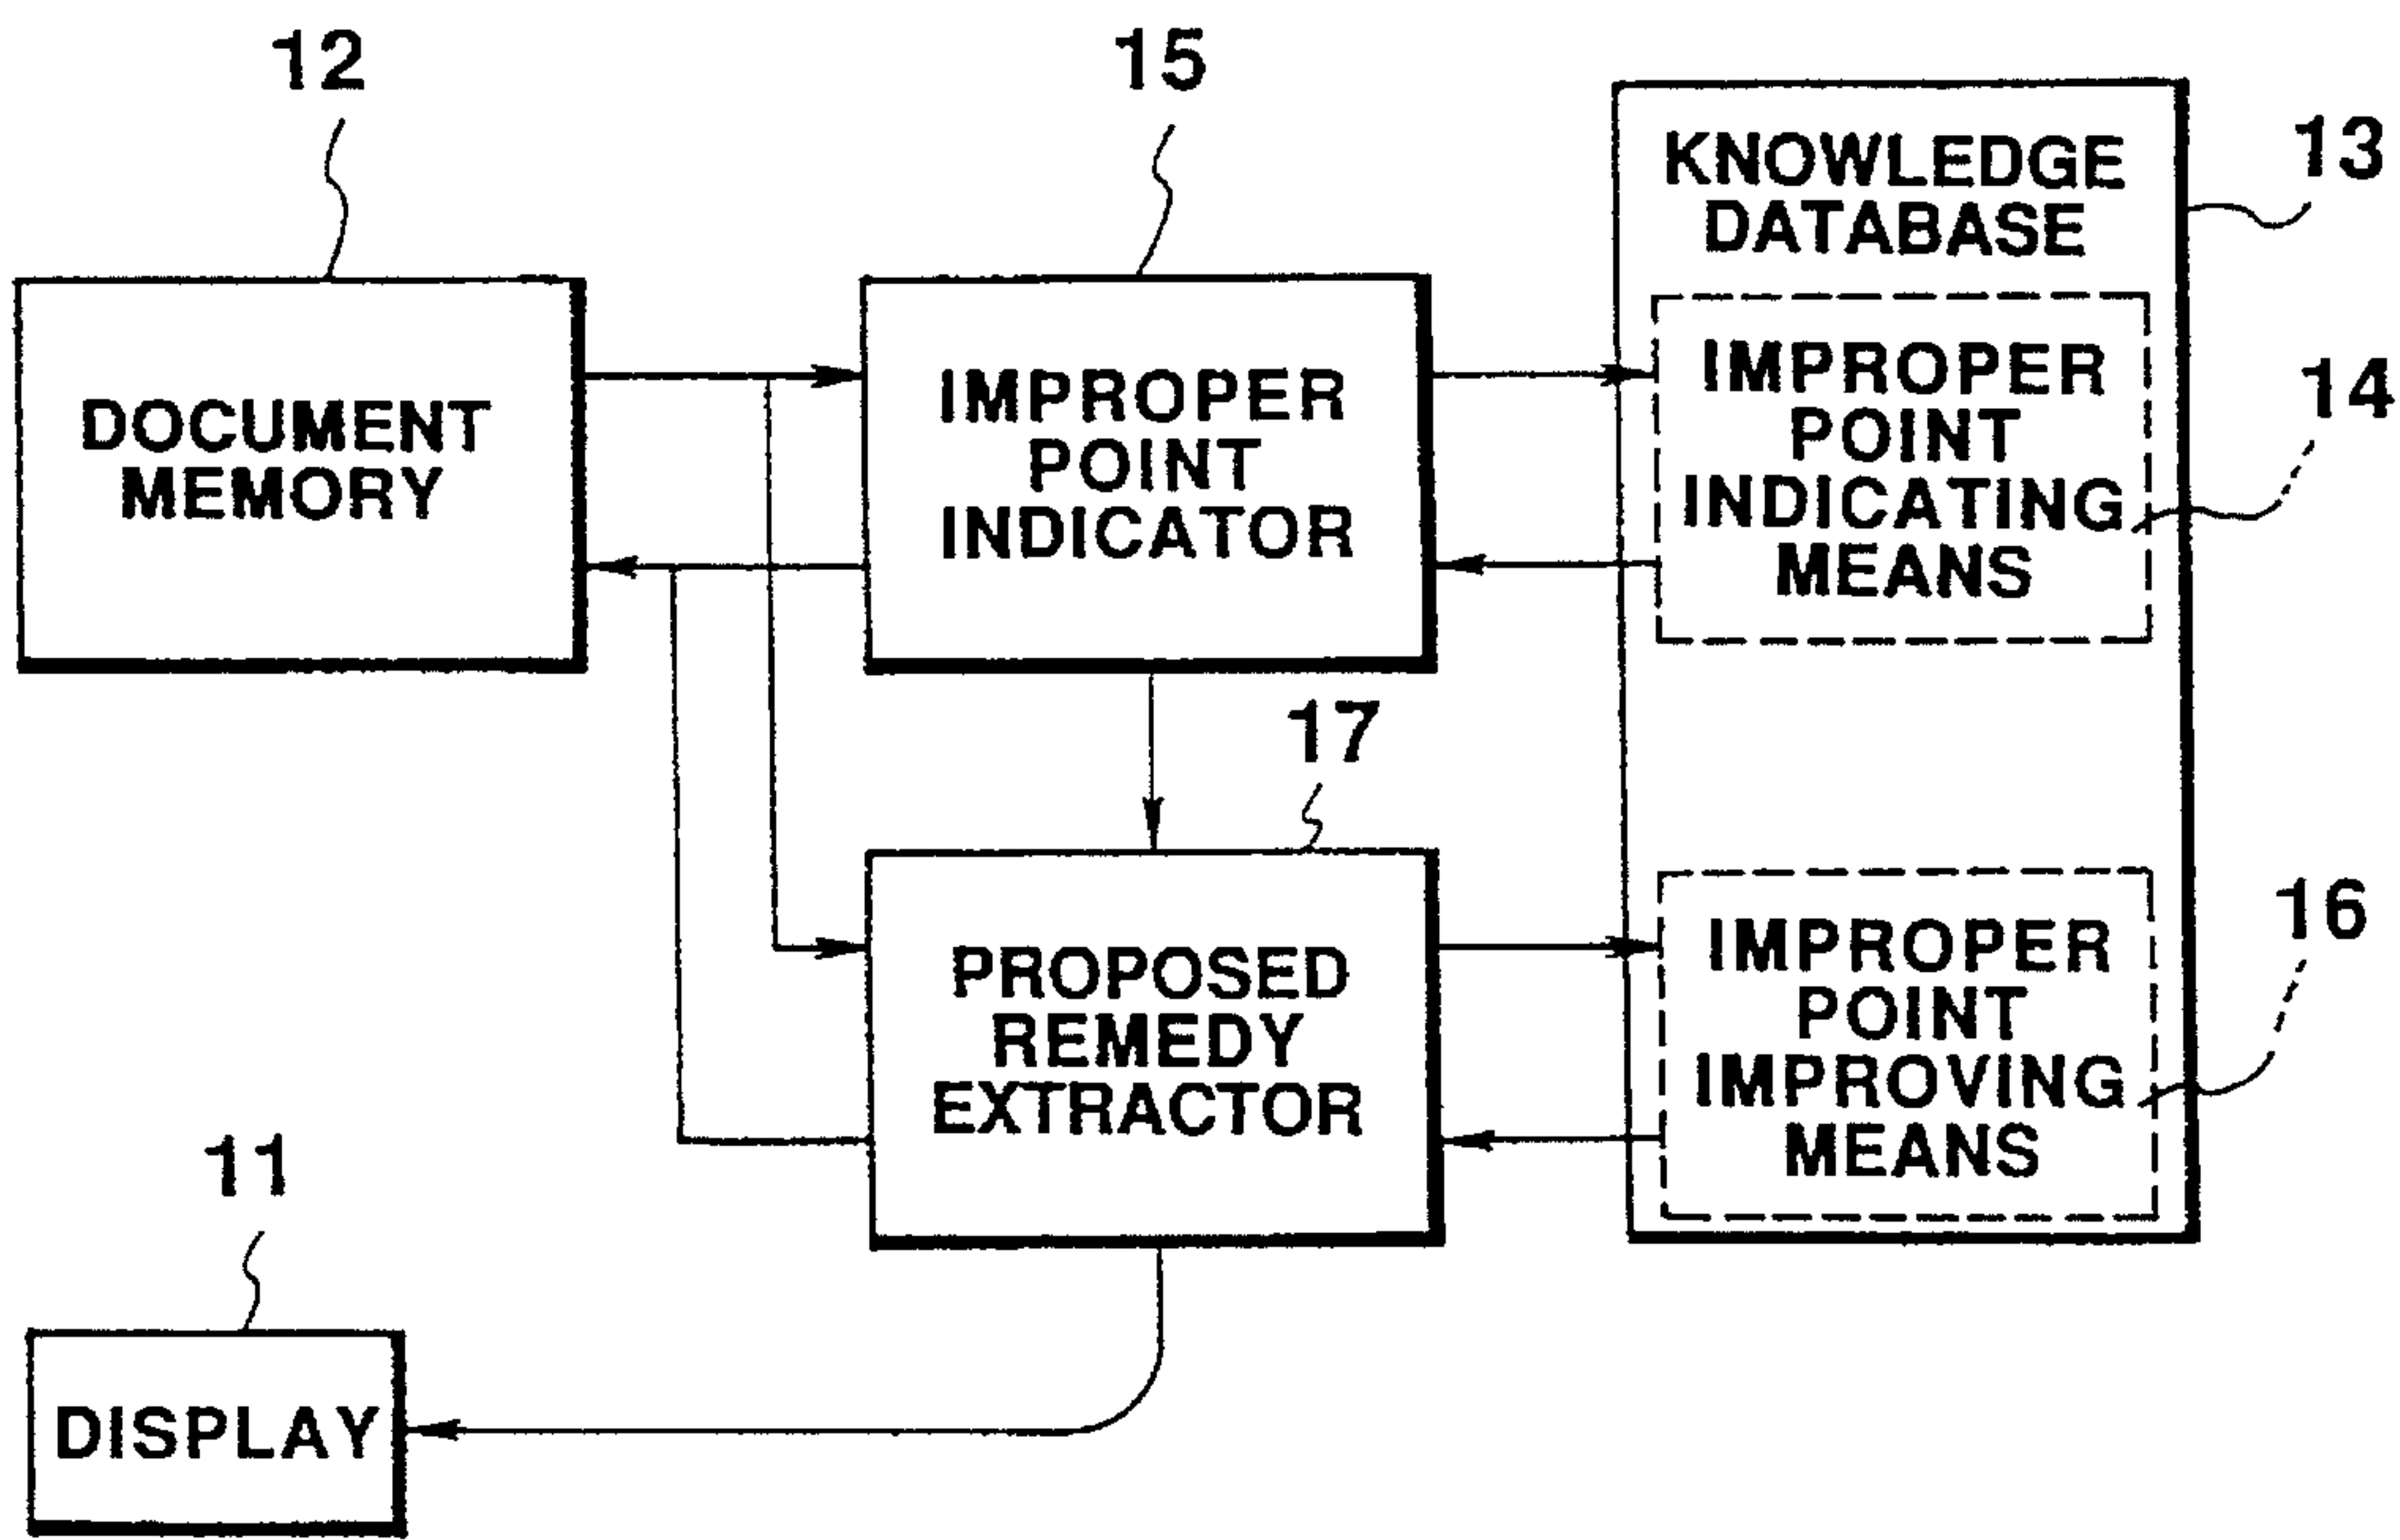 12
15
13
KNOWLEDGE
DATABASE
14
DOCUMENT
MEMORY
IMPROPER
POINT
INDICATOR
IMPROPER
POINT
INDICATING
MEANS
17
16
PROPOSED
REMEDY
EXTRACTOR
IMPROPER
POINT
IMPROVING
MEANS
11
DISPLAY